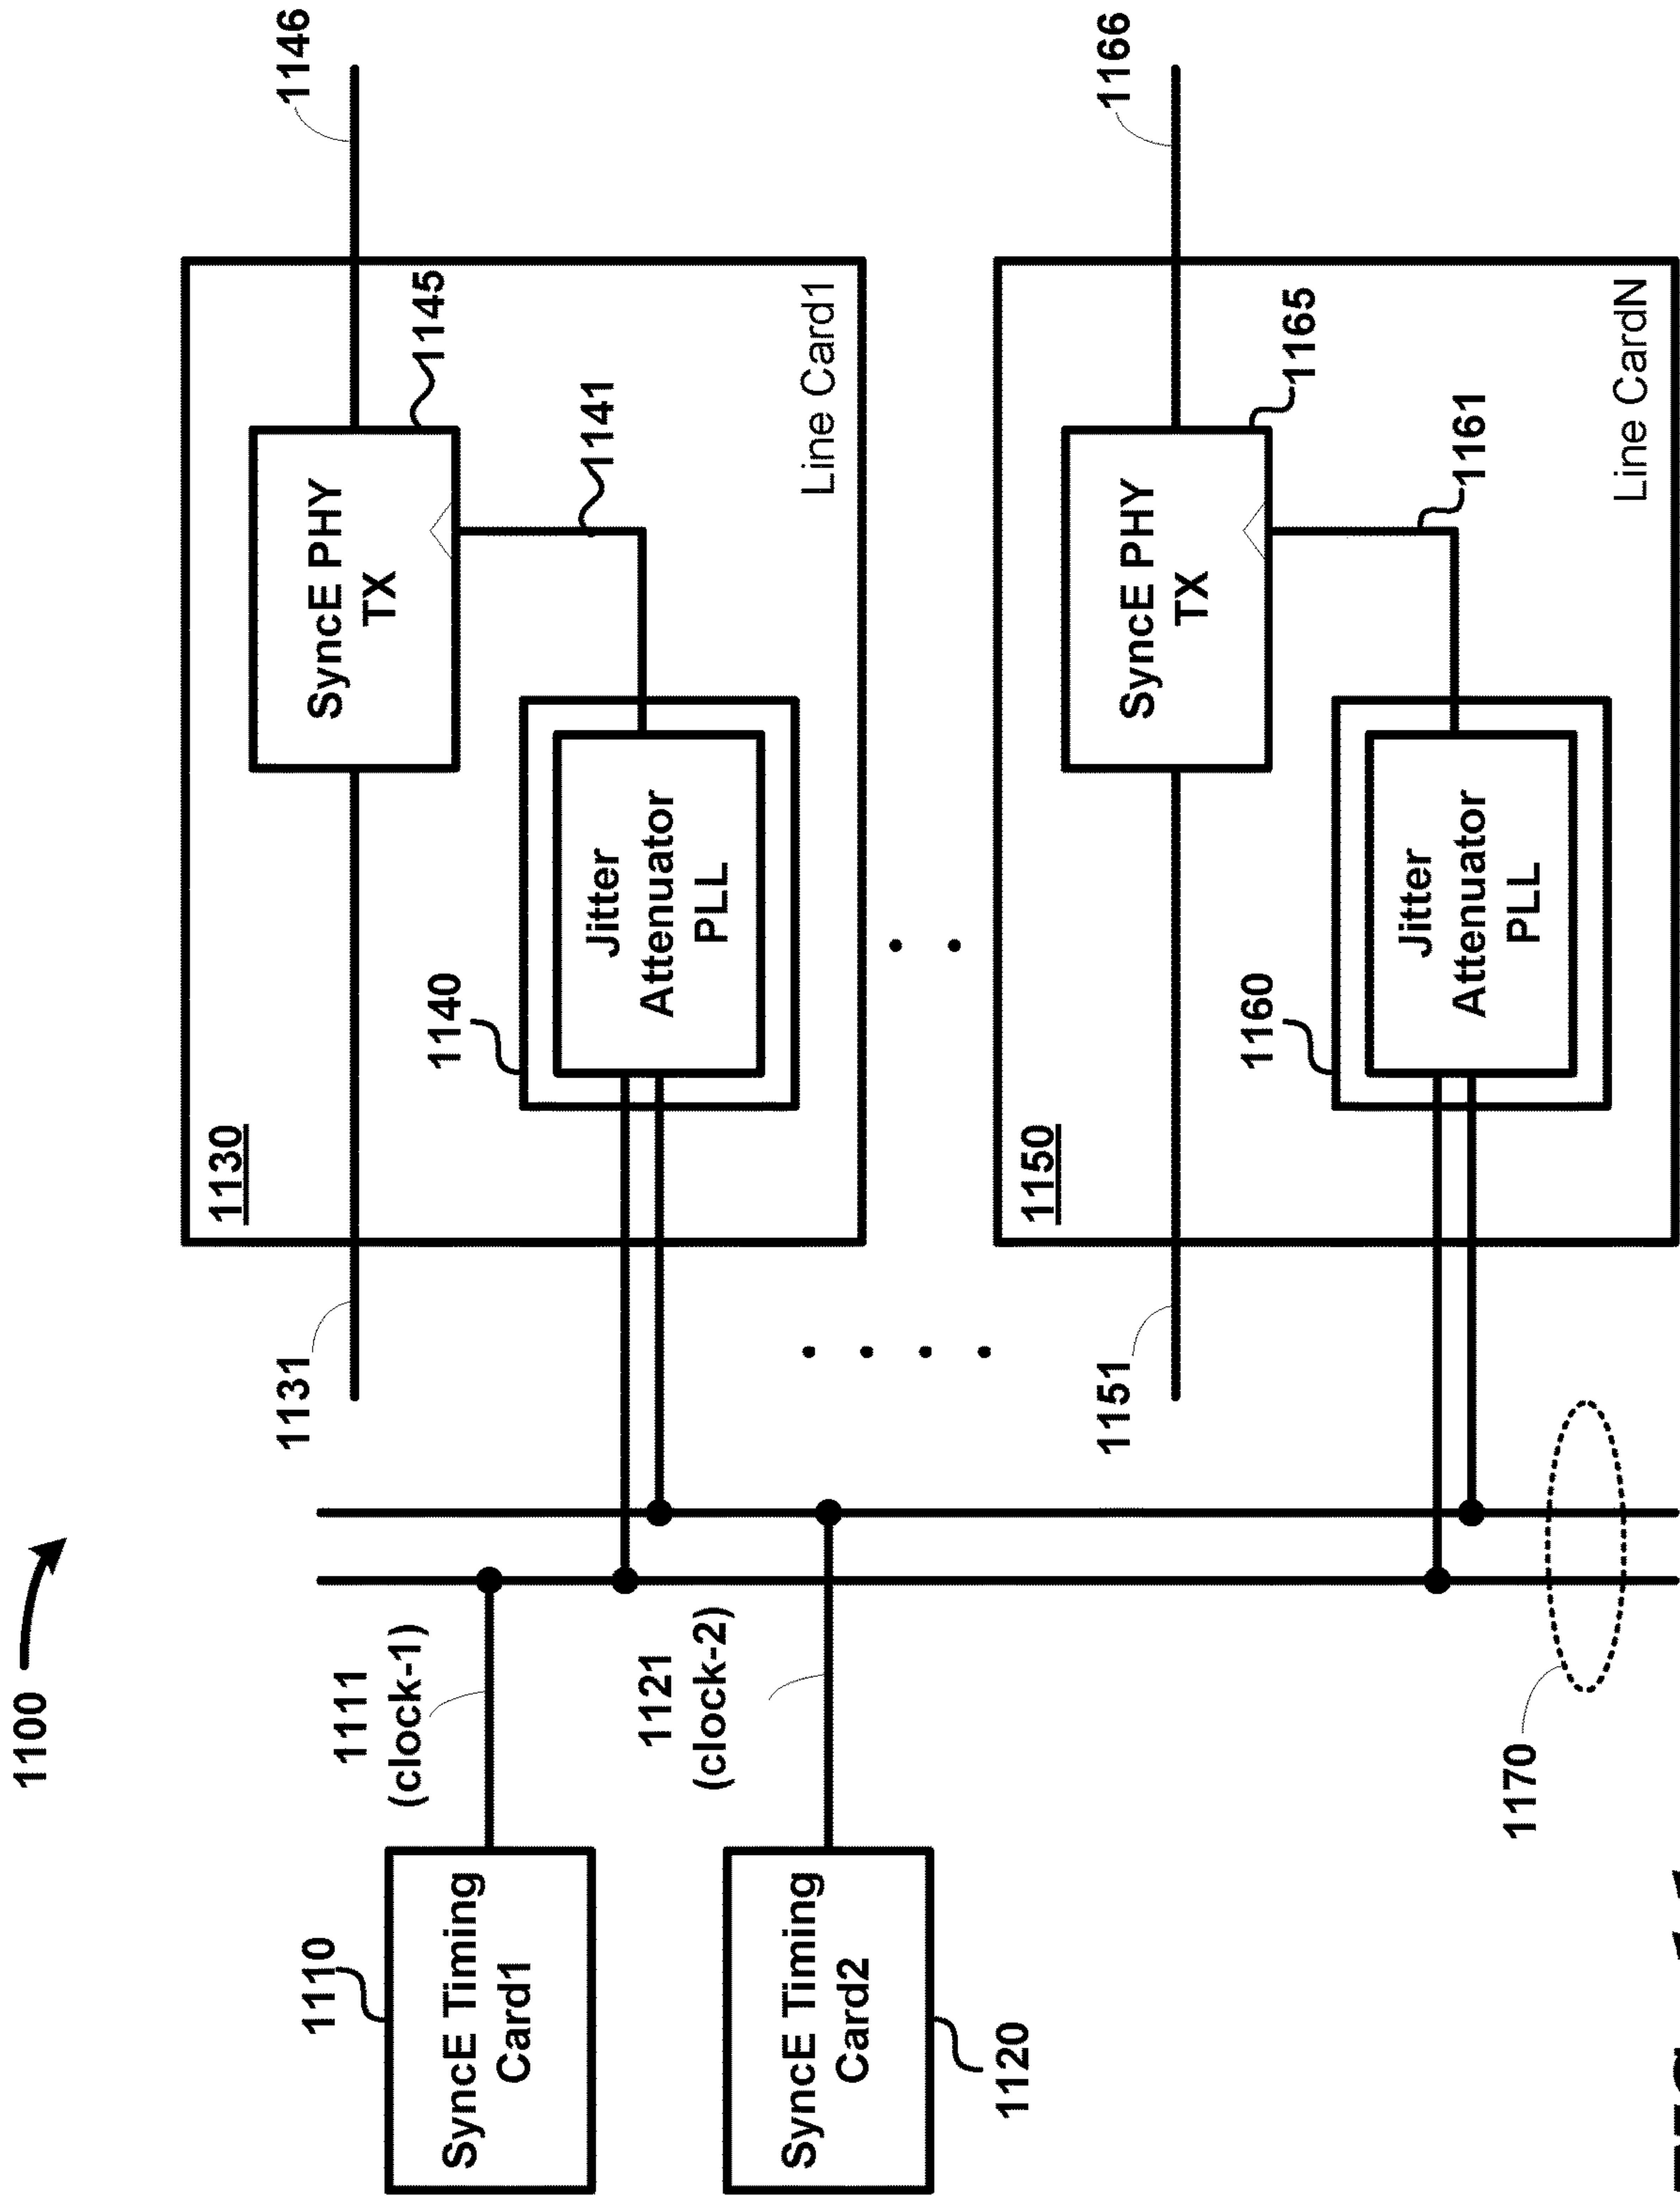 1100
1110
SyncE Timing
Card1
1111
(clock-1)
SyncE Timing
Card2
1120
1121
(clock-2)
1170
1131
1130
SyncE PHY
TX
1145
1146
1140
Jitter
Attenuator
PLL
1141
Line Card1
1151
1150
SyncE PHY
TX
1165
1166
1160
Jitter
Attenuator
PLL
1161
Line CardN